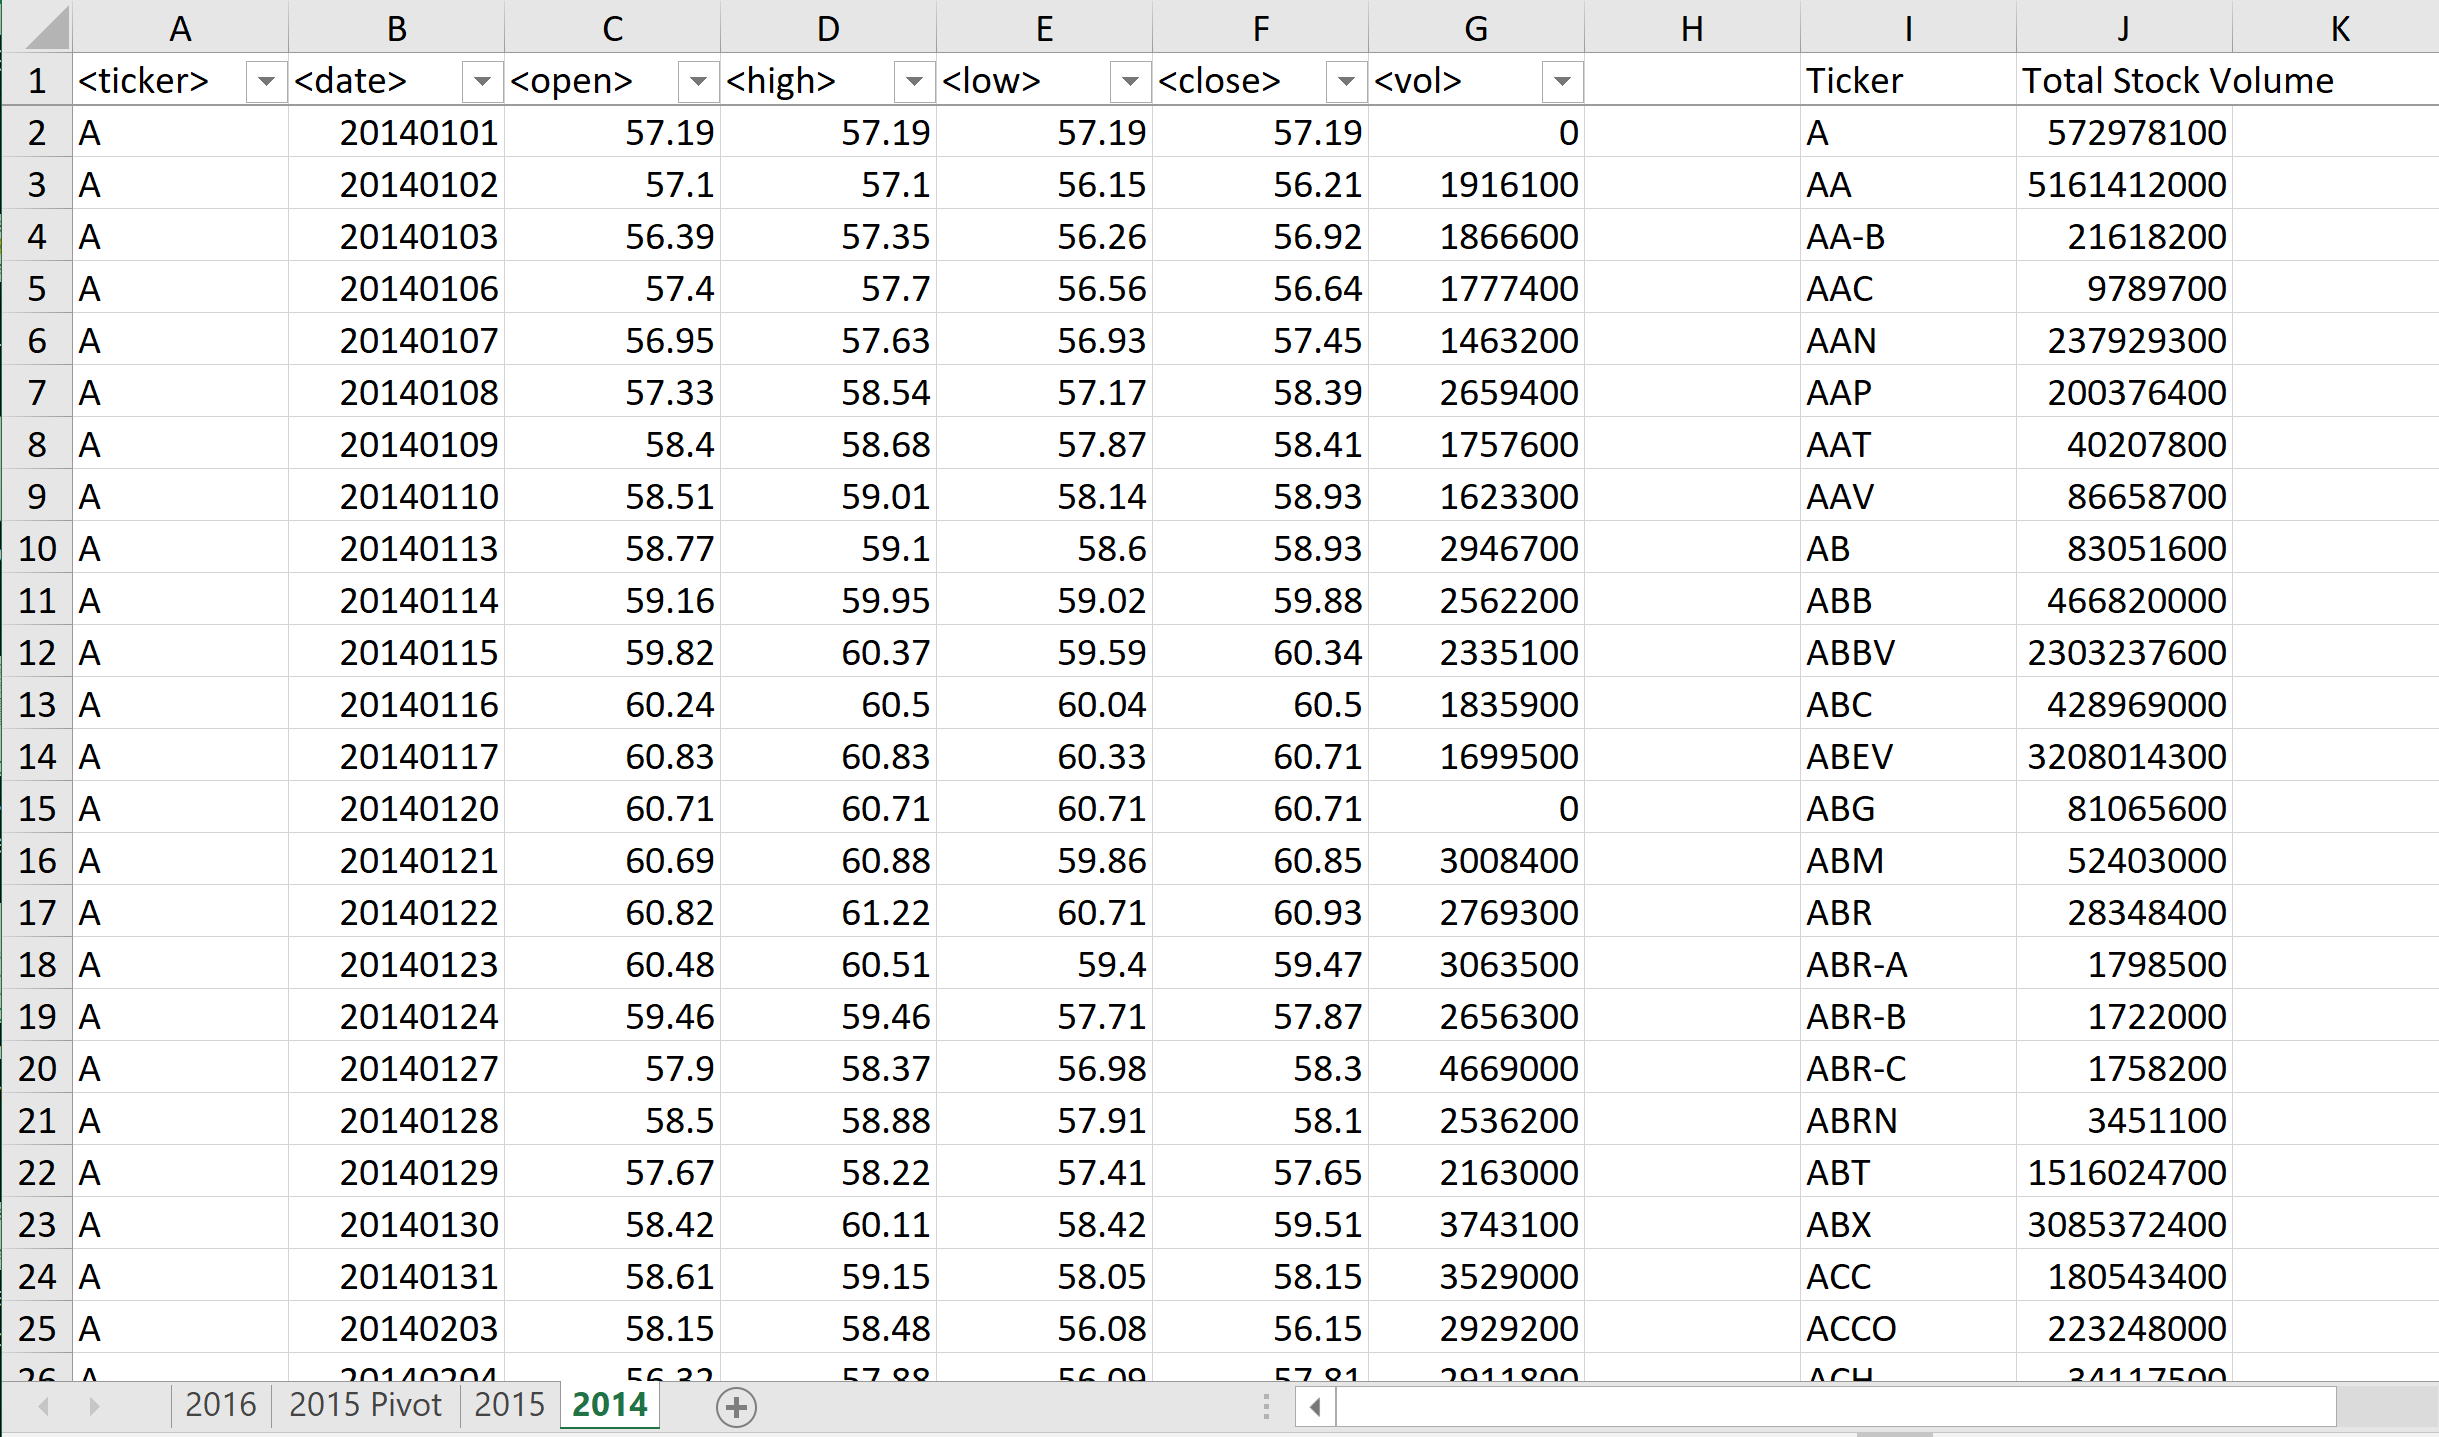 A B C D E F G H I J K
1 <ticker> <date> <open> <high> <low> <close> <vol> Ticker Total Stock Volume
2 A 20140101 57.19 57.19 57.19 57.19 0 A 572978100
3 A 20140102 57.1 57.1 56.15 56.21 1916100 AA 5161412000
4 A 20140103 56.39 57.35 56.26 56.92 1866600 AA-B 21618200
5 A 20140106 57.4 57.7 56.56 56.64 1777400 AAC 9789700
6 A 20140107 56.95 57.63 56.93 57.45 1463200 AAN 237929300
7 A 20140108 57.33 58.54 57.17 58.39 2659400 AAP 200376400
8 A 20140109 58.4 58.68 57.87 58.41 1757600 AAT 40207800
9 A 20140110 58.51 59.01 58.14 58.93 1623300 AAV 86658700
10 A 20140113 58.77 59.1 58.6 58.93 2946700 AB 83051600
11 A 20140114 59.16 59.95 59.02 59.88 2562200 ABB 466820000
12 A 20140115 59.82 60.37 59.59 60.34 2335100 ABBV 2303237600
13 A 20140116 60.24 60.5 60.04 60.5 1835900 ABC 428969000
14 A 20140117 60.83 60.83 60.33 60.71 1699500 ABEV 3208014300
15 A 20140120 60.71 60.71 60.71 60.71 0 ABG 81065600
16 A 20140121 60.69 60.88 59.86 60.85 3008400 ABM 52403000
17 A 20140122 60.82 61.22 60.71 60.93 2769300 ABR 28348400
18 A 20140123 60.48 60.51 59.4 59.47 3063500 ABR-A 1798500
19 A 20140124 59.46 59.46 57.71 57.87 2656300 ABR-B 1722000
20 A 20140127 57.9 58.37 56.98 58.3 4669000 ABR-C 1758200
21 A 20140128 58.5 58.88 57.91 58.1 2536200 ABRN 3451100
22 A 20140129 57.67 58.22 57.41 57.65 2163000 ABT 1516024700
23 A 20140130 58.42 60.11 58.42 59.51 3743100 ABX 3085372400
24 A 20140131 58.61 59.15 58.05 58.15 3529000 ACC 180543400
25 A 20140203 58.15 58.48 56.08 56.15 2929200 ACCO 223248000
26 A 20140204 56.32 57.88 56.09 57.81 2911800 ACH 34117500
2016 2015 Pivot 2015 2014